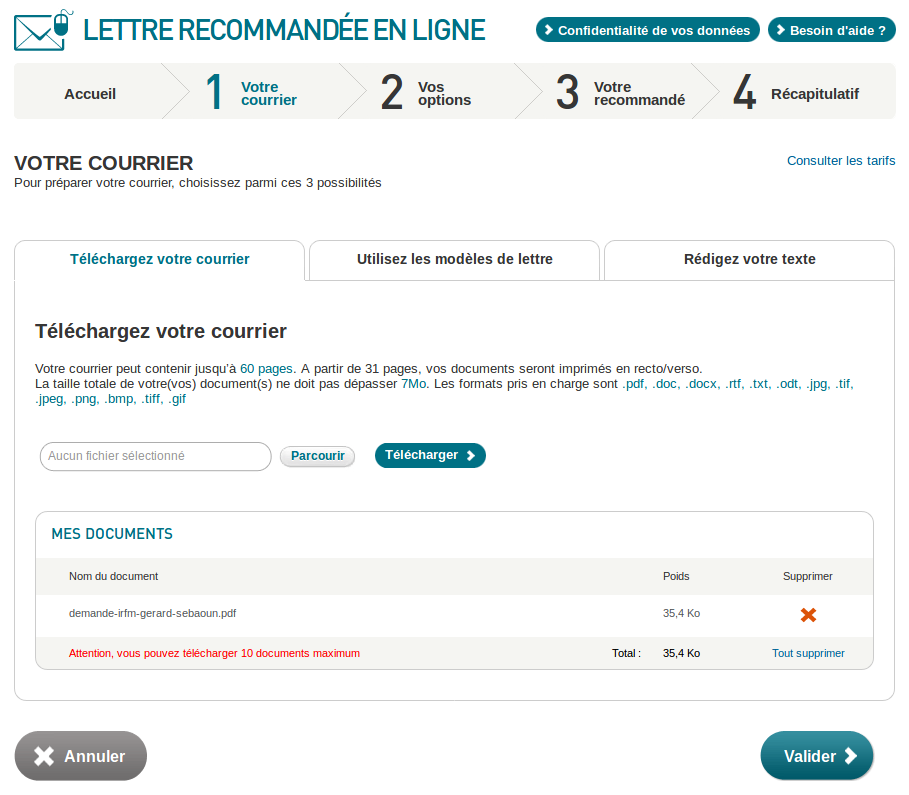 LETTRE RECOMMANDÉE EN LIGNE
Confidentialité de vos données
Besoin d'aide ?
Accueil
1 Votre
courrier
2 Vos
options
3 Votre
recommandé
4 Récapitulatif
VOTRE COURRIER
Consulter les tarifs
Pour préparer votre courrier, choisissez parmi ces 3 possibilités
Téléchargez votre courrier
Utilisez les modèles de lettre
Rédigez votre texte
Téléchargez votre courrier
Votre courrier peut contenir jusqu'à 60 pages. A partir de 31 pages, vos documents seront imprimés en recto/verso.
La taille totale de votre(vos) document(s) ne doit pas dépasser 7Mo. Les formats pris en charge sont .pdf, .doc, .docx, .rtf, .txt, .odt, .jpg, .tif,
.jpeg, .png, .bmp, .tiff, .gif
Aucun fichier sélectionné
Parcourir
Télécharger
MES DOCUMENTS
Nom du document Poids Supprimer
demande-irfm-gerard-sebaoun.pdf 35,4 Ko
Attention, vous pouvez télécharger 10 documents maximum Total : 35,4 Ko Tout supprimer
Annuler
Valider